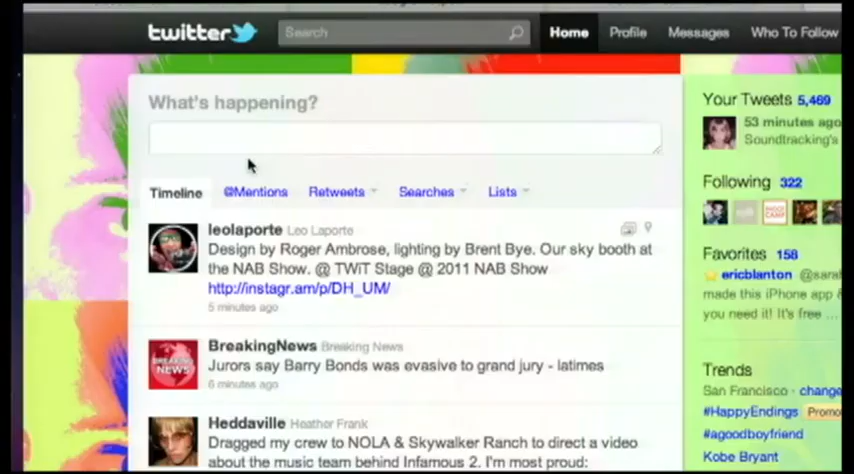 twitter
Search
Home Profile Messages Who To Follow
What's happening?
Timeline @Mentions Retweets Searches Lists
leolaporte Leo Laporte
Design by Roger Ambrose, lighting by Brent Bye. Our sky booth at
the NAB Show. @ TWiT Stage @ 2011 NAB Show
http://instagr.am/p/DH_UM/
5 minutes ago
BREAKING
NEWS
BreakingNews Breaking News
Jurors say Barry Bonds was evasive to grand jury - latimes
6 minutes ago
Heddaville Heather Frank
Dragged my crew to NOLA & Skywalker Ranch to direct a video
about the music team behind Infamous 2. I'm most proud:
Your Tweets 5,469
53 minutes ago
Soundtracking's
Following 322
Favorites 158
ericblanton @saral
made this iPhone app &
you need it! It's free ...
Trends
San Francisco · change
#HappyEndings Promo
#agoodboyfriend
Kobe Bryant